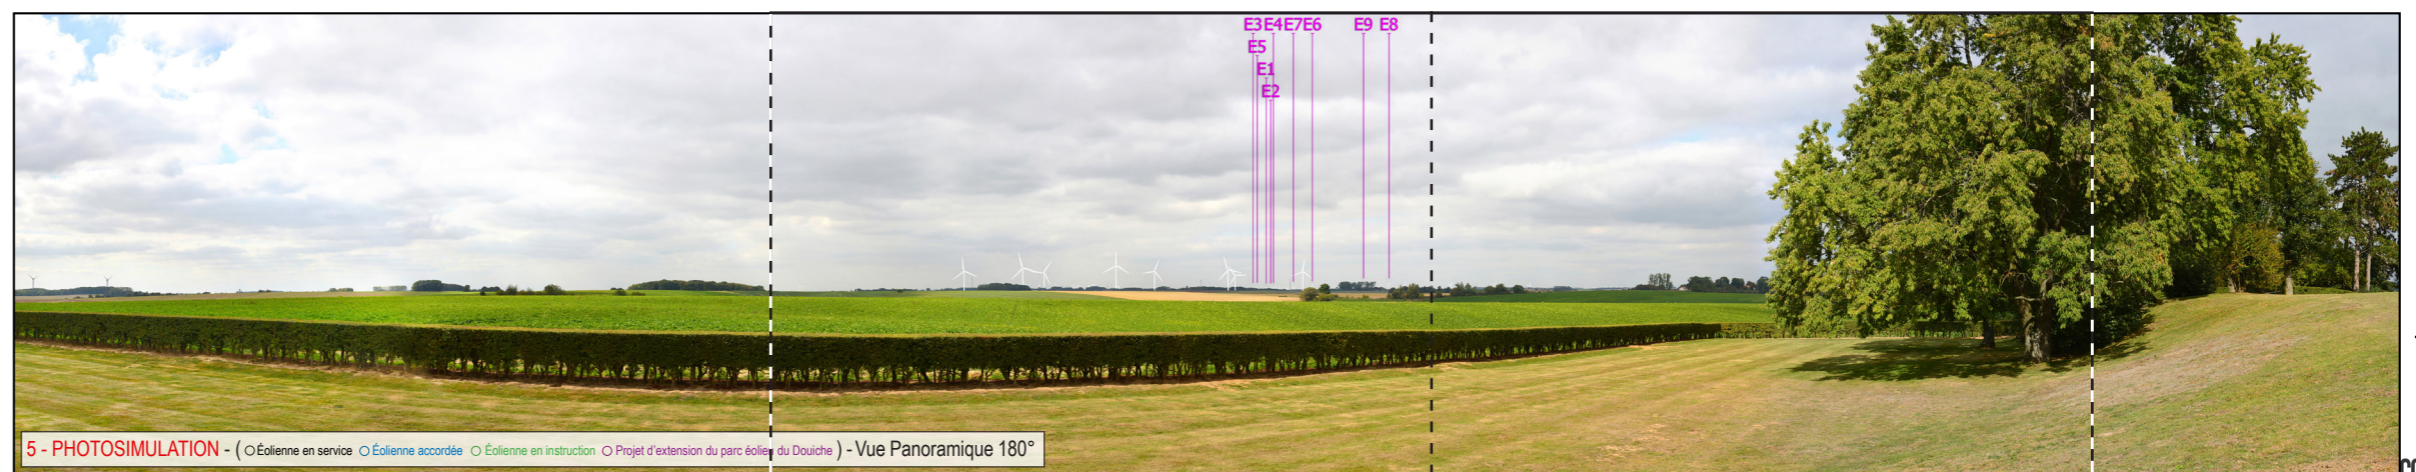 E3 E4 E7 E6 E9 E8
E5
E1
E2
5 - PHOTOSIMULATION - ( Éolienne en service Éolienne accordée Éolienne en instruction Projet d'extension du parc éolien du Douiche ) - Vue Panoramique 180°